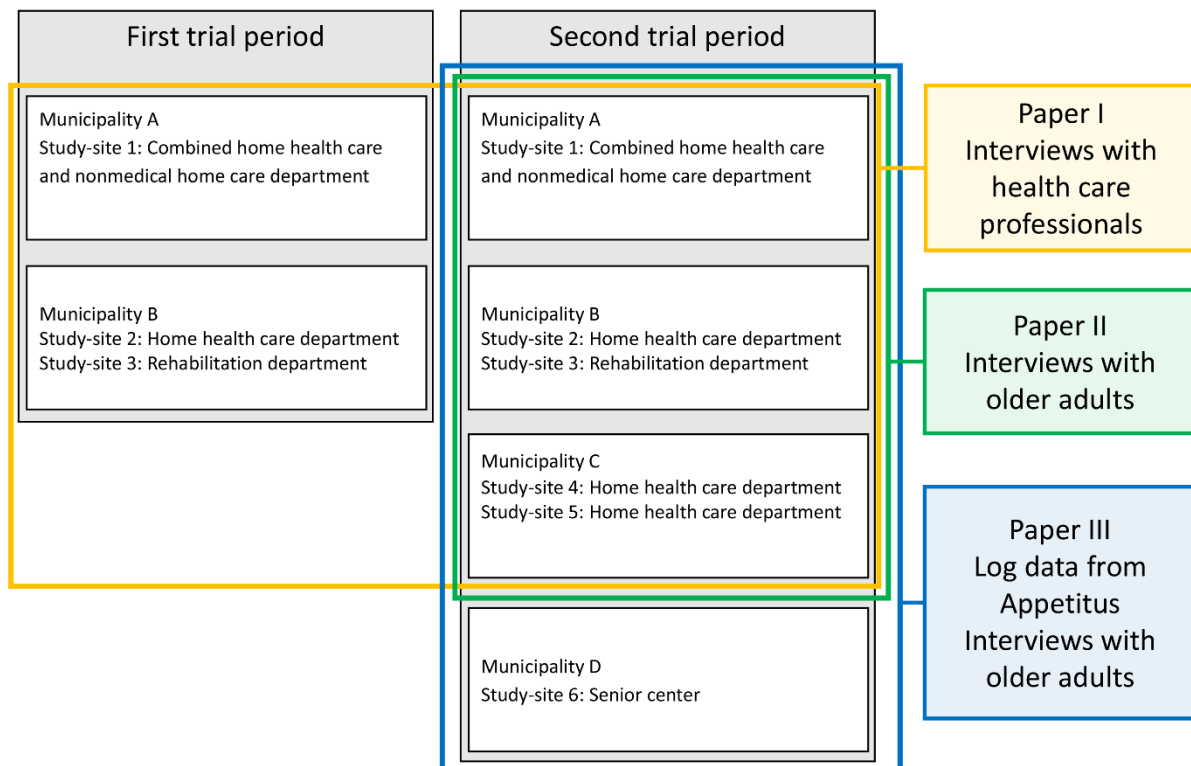 First trial period
Municipality A
Study-site 1: Combined home health care
and nonmedical home care department
Municipality B
Study-site 2: Home health care department
Study-site 3: Rehabilitation department
Second trial period
Municipality A
Study-site 1: Combined home health care
and nonmedical home care department
Municipality B
Study-site 2: Home health care department
Study-site 3: Rehabilitation department
Municipality C
Study-site 4: Home health care department
Study-site 5: Home health care department
Municipality D
Study-site 6: Senior center
Paper I
Interviews with
health care
professionals
Paper II
Interviews with
older adults
Paper III
Log data from
Appetitus
Interviews with
older adults